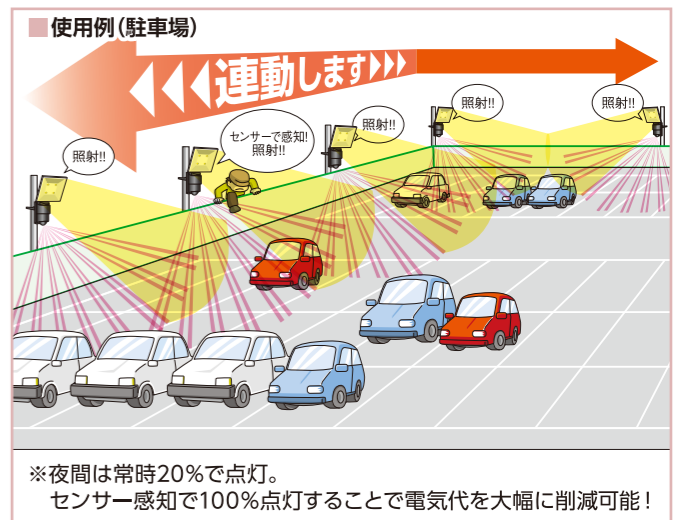 ■使用例(駐車場)
連動します
照射!!
センサーで感知!
照射!!
照射!!
照射!!
照射!!
※夜間は常時20%で点灯。
センサー感知で100%点灯することで電気代を大幅に削減可能!